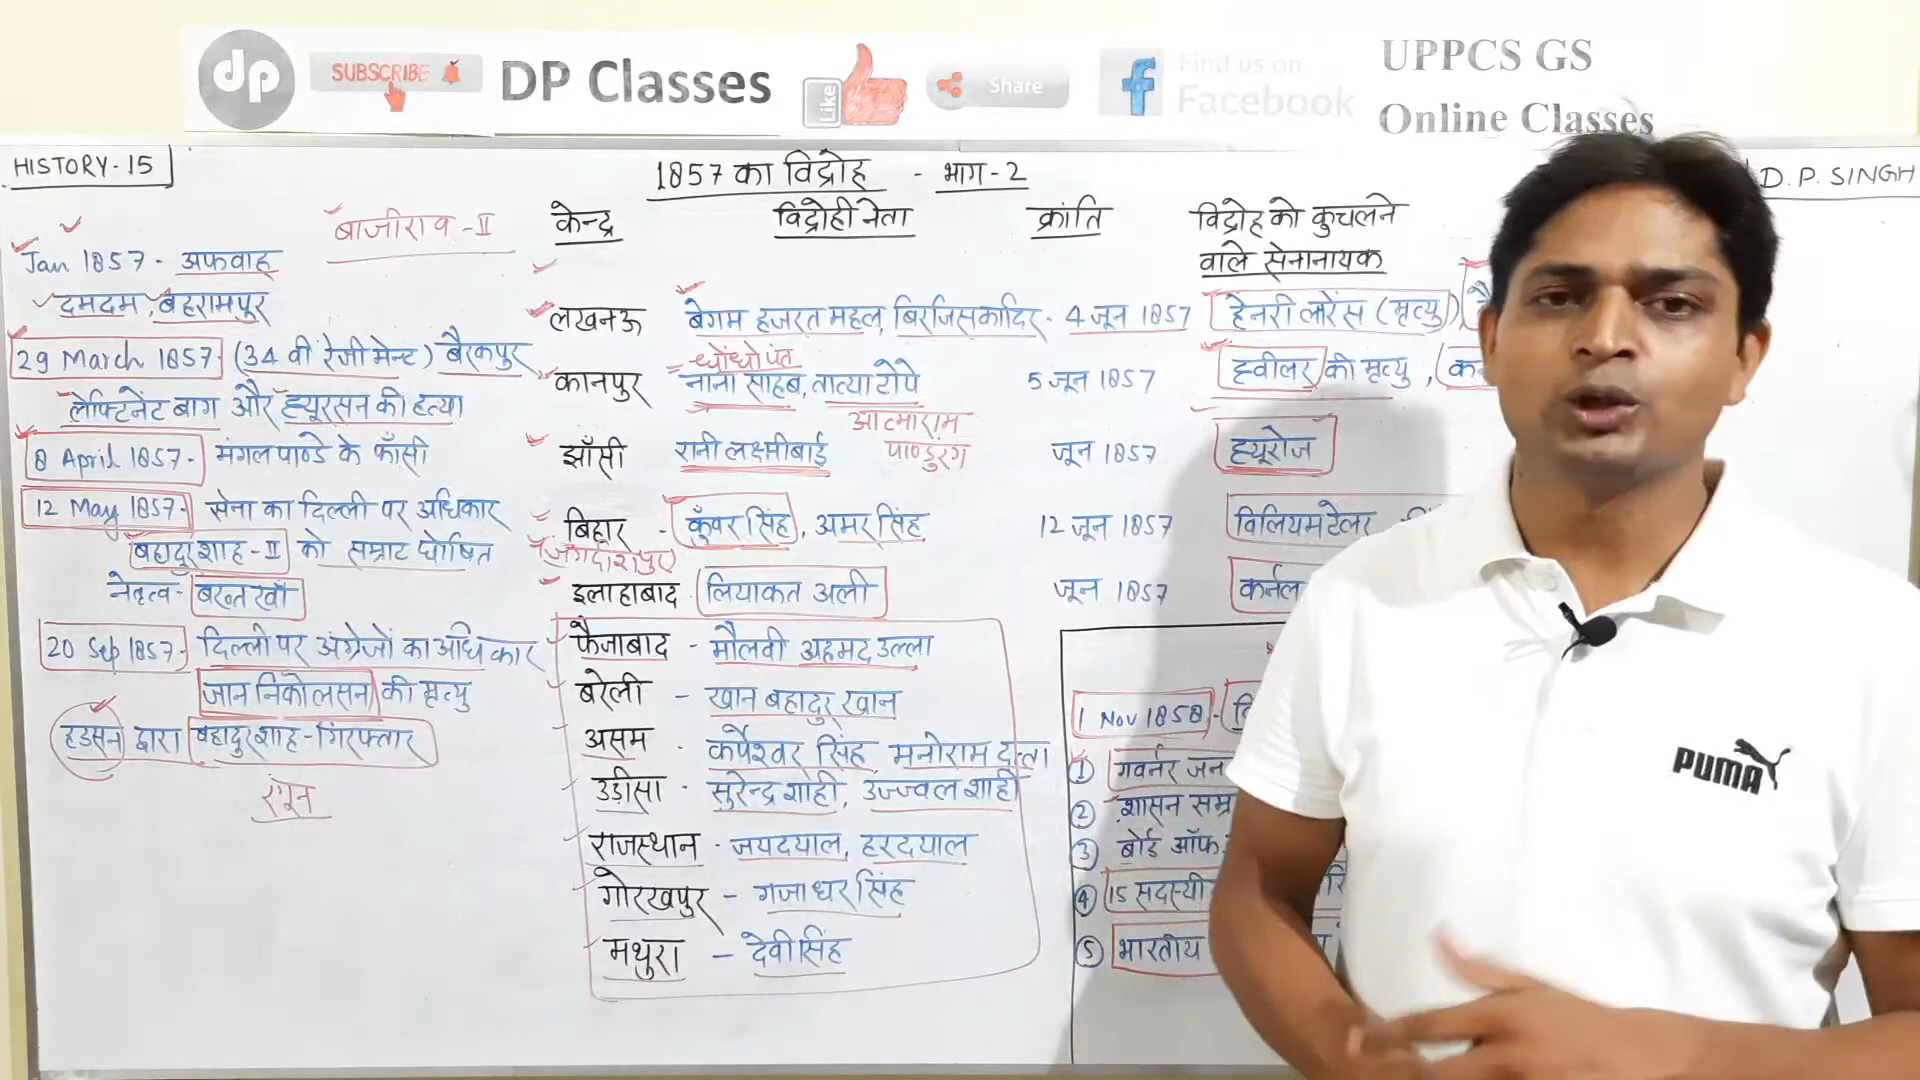 dp
SUBSCRIBE
DP Classes
Like
Share
Find us on
Facebook
UPPCS GS
Online Classes
HISTORY-15
1857 का विद्रोह - भाग-2
D. P. SINGH
बाजीराव-II
Jan 1857 - अफवाह
दमदम, बहरामपुर
29 March 1857- (34 वी रेजीमेन्ट) बैरकपुर
लेफ्टिनेंट बाग और ह्यूरसन की हत्या
8 April 1857- मंगल पाण्डे के फाँसी
12 May 1857- सेना का दिल्ली पर अधिकार
बहादुरशाह-II को सम्राट घोषित
नेतृत्व- बख्त खाँ
20 Sep 1857- दिल्ली पर अंग्रेजों का अधिकार
जान निकोलसन की मृत्यु
हडसन द्वारा बहादुरशाह-गिरफ्तार
रंगून
केन्द्र विद्रोही नेता क्रांति विद्रोह को कुचलने
वाले सेनानायक
लखनऊ बेगम हजरत महल, बिरजिसकादिर- 4 जून 1857 हेनरी लॉरेंस (मृत्यु)
=धोंधो पंत
कानपुर नाना साहब, तात्या टोपे 5 जून 1857 ह्वीलर की मृत्यु,
आत्माराम
पाण्डुरंग
झाँसी रानी लक्ष्मीबाई जून 1857 ह्यूरोज
बिहार - कुँवर सिंह, अमर सिंह 12 जून 1857 विलियम टेलर
जगदीशपुर
इलाहाबाद लियाकत अली जून 1857 कर्नल
फैजाबाद - मौलवी अहमद उल्ला
बरेली - खान बहादुर खान
असम - कंपेश्वर सिंह, मनीराम दत्ता
उड़ीसा - सुरेन्द्र शाही, उज्ज्वल शाही
राजस्थान - जयदयाल, हरदयाल
गोरखपुर - गजाधर सिंह
मथुरा - देवी सिंह
1 Nov 1858-
① गवर्नर जन
② शासन सम्र
③ बोर्ड ऑफ
④ 15 सदस्यी
⑤ भारतीय
PUMA